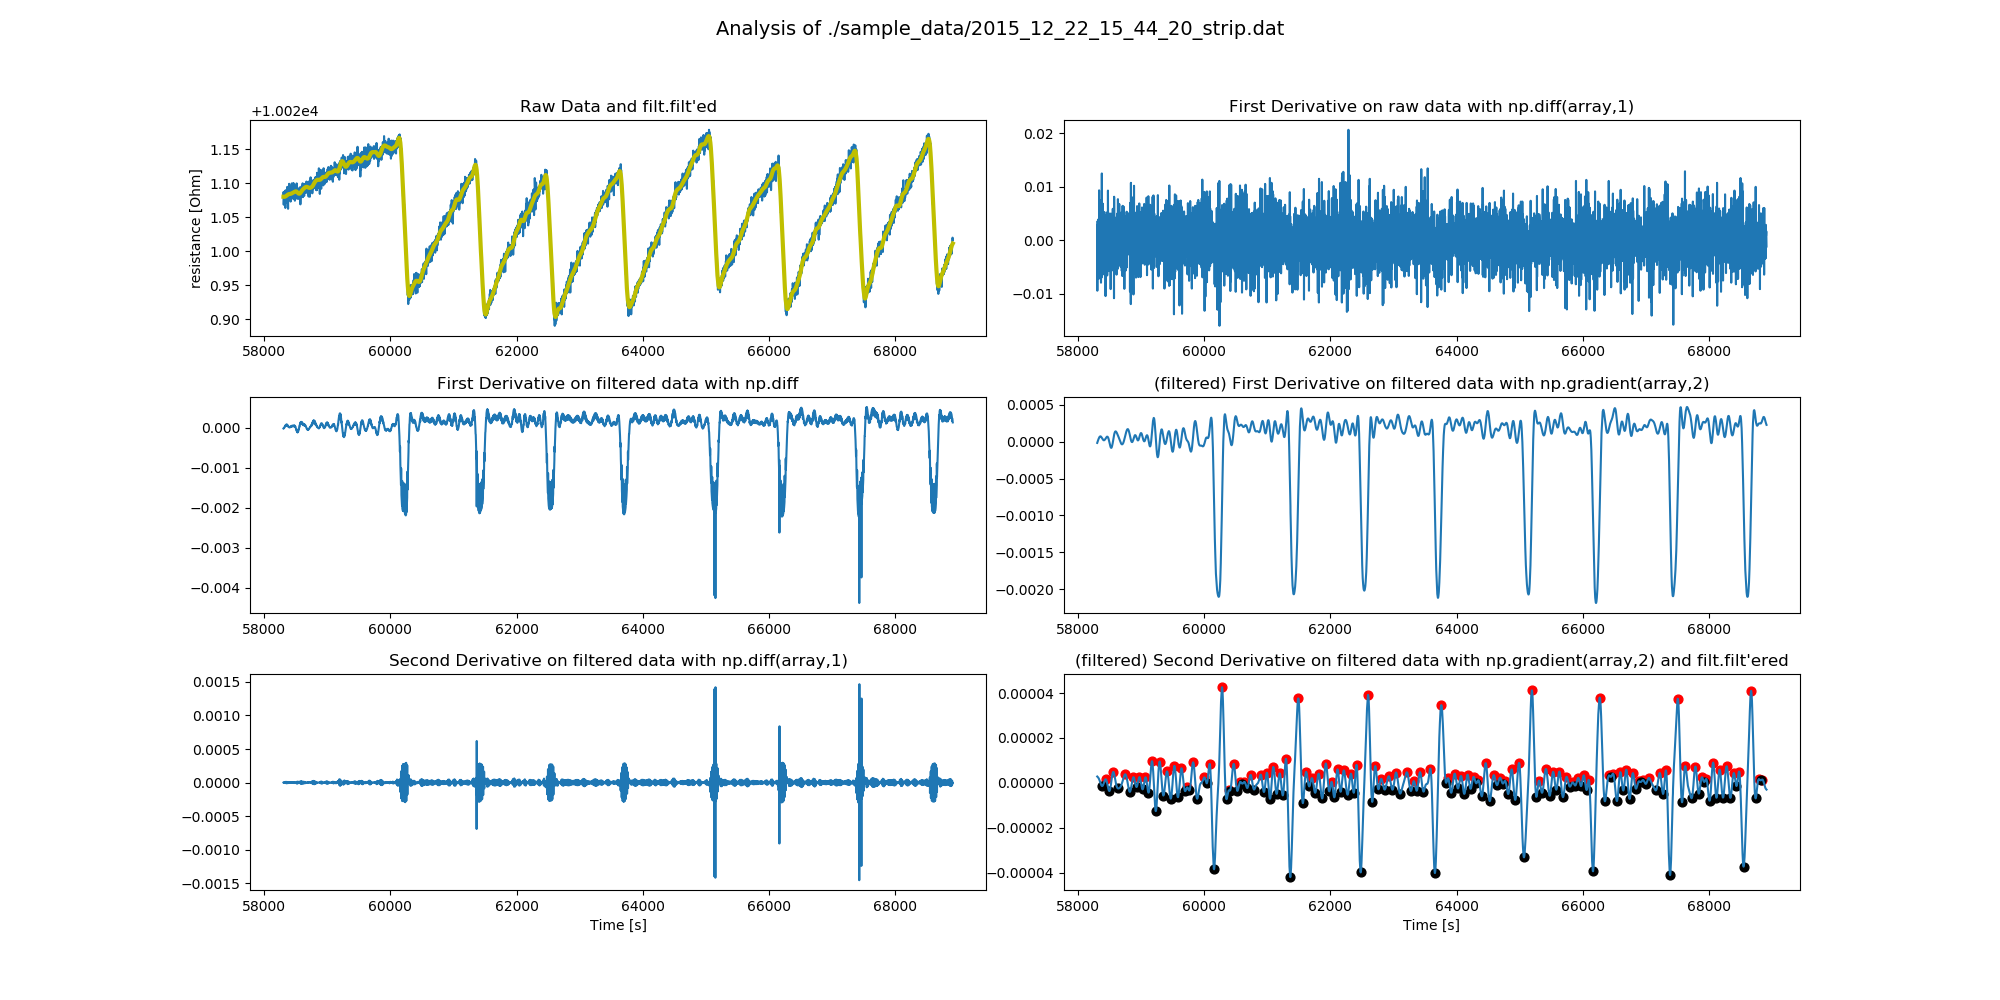 Analysis of ./sample_data/2015_12_22_15_44_20_strip.dat
Raw Data and filt.filt'ed
+1.002e4
resistance [Ohm]
1.15
1.10
1.05
1.00
0.95
0.90
58000 60000 62000 64000 66000 68000
First Derivative on raw data with np.diff(array,1)
0.02
0.01
0.00
−0.01
58000 60000 62000 64000 66000 68000
First Derivative on filtered data with np.diff
0.000
−0.001
−0.002
−0.003
−0.004
58000 60000 62000 64000 66000 68000
(filtered) First Derivative on filtered data with np.gradient(array,2)
0.0005
0.0000
−0.0005
−0.0010
−0.0015
−0.0020
58000 60000 62000 64000 66000 68000
Second Derivative on filtered data with np.diff(array,1)
0.0015
0.0010
0.0005
0.0000
−0.0005
−0.0010
−0.0015
58000 60000 62000 64000 66000 68000
Time [s]
(filtered) Second Derivative on filtered data with np.gradient(array,2) and filt.filt'ered
0.00004
0.00002
0.00000
−0.00002
−0.00004
58000 60000 62000 64000 66000 68000
Time [s]